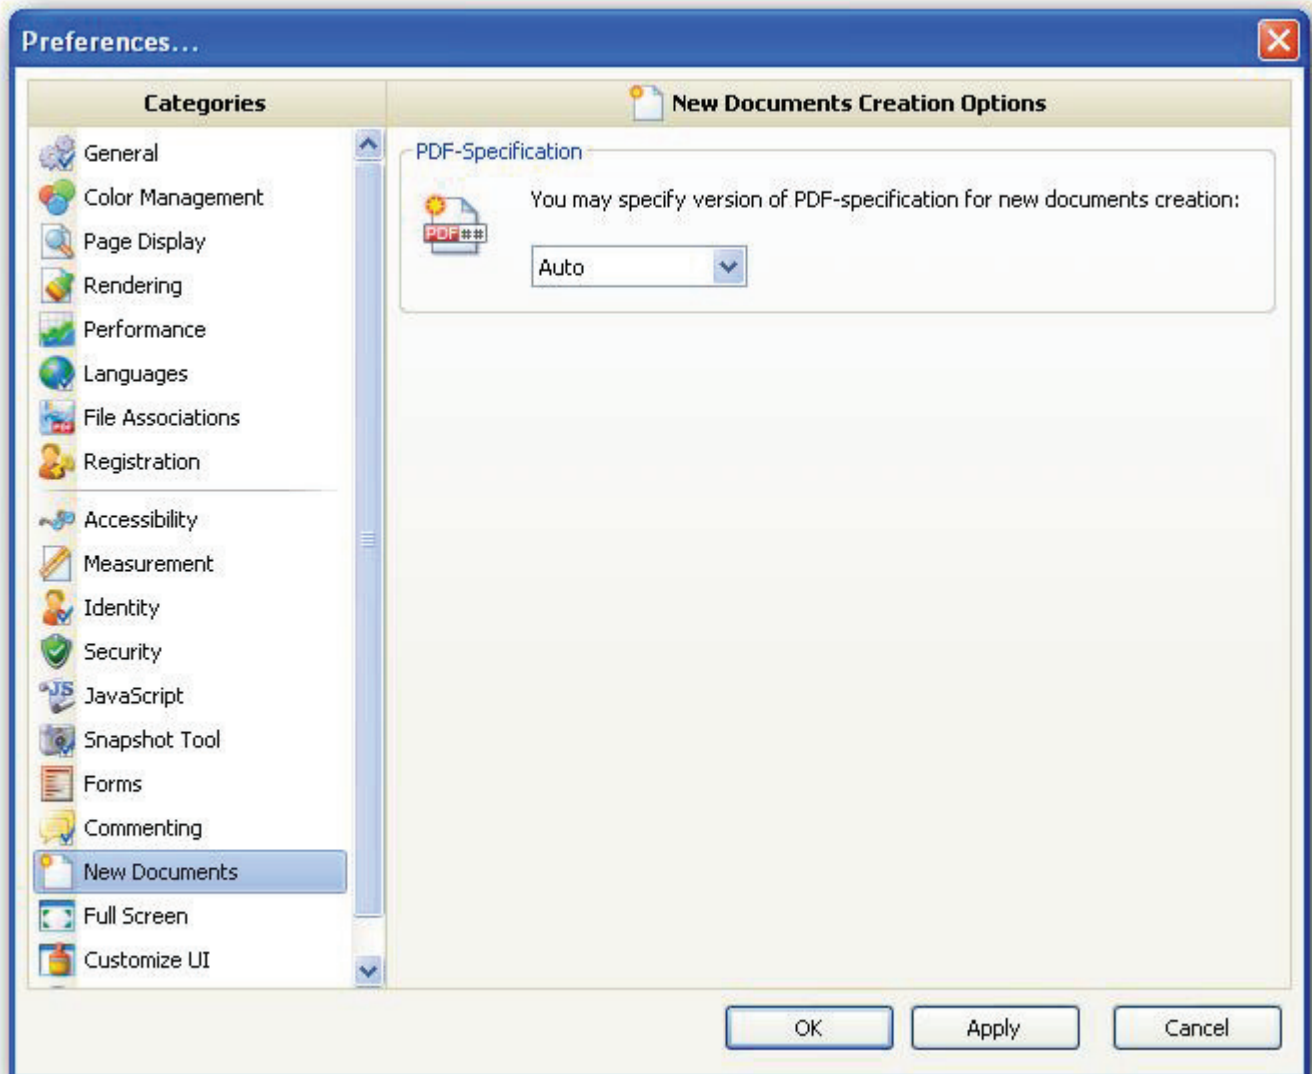 Preferences...
Categories
New Documents Creation Options
General
Color Management
Page Display
Rendering
Performance
Languages
File Associations
Registration
Accessibility
Measurement
Identity
Security
JavaScript
Snapshot Tool
Forms
Commenting
New Documents
Full Screen
Customize UI
PDF-Specification
PDF##
You may specify version of PDF-specification for new documents creation:
Auto
OK
Apply
Cancel